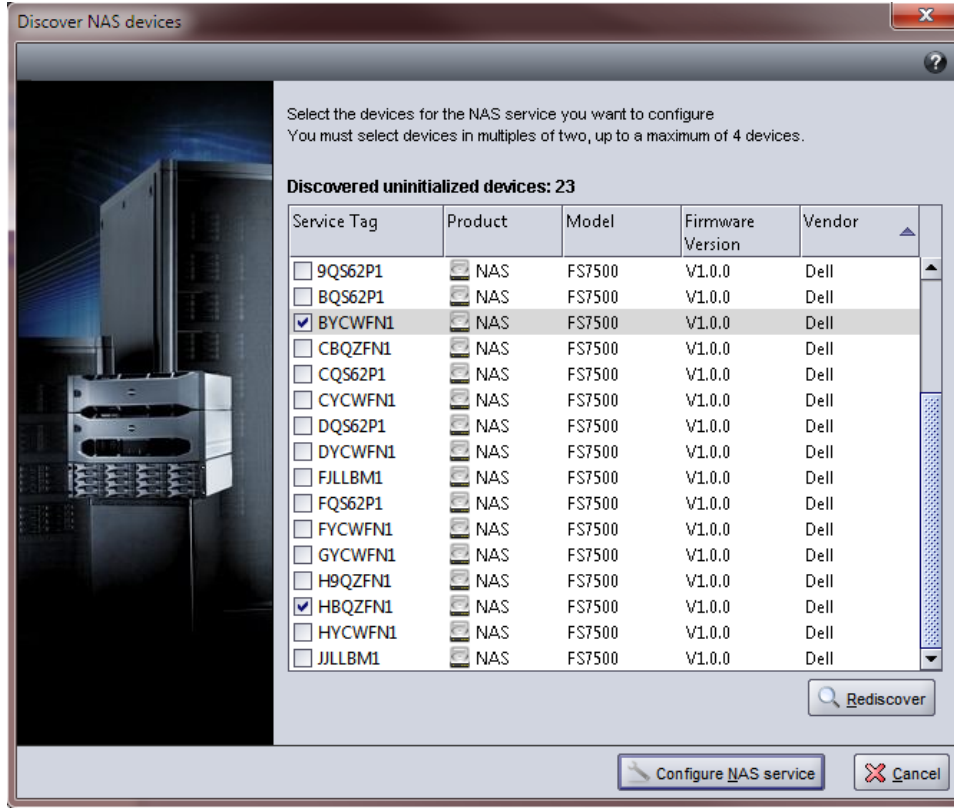 Discover NAS devices
Select the devices for the NAS service you want to configure
You must select devices in multiples of two, up to a maximum of 4 devices.
Discovered uninitialized devices: 23
Service Tag Product Model Firmware Version Vendor
9QS62P1 NAS FS7500 V1.0.0 Dell
BQS62P1 NAS FS7500 V1.0.0 Dell
BYCWFN1 NAS FS7500 V1.0.0 Dell
CBQZFN1 NAS FS7500 V1.0.0 Dell
CQS62P1 NAS FS7500 V1.0.0 Dell
CYCWFN1 NAS FS7500 V1.0.0 Dell
DQS62P1 NAS FS7500 V1.0.0 Dell
DYCWFN1 NAS FS7500 V1.0.0 Dell
FJLLBM1 NAS FS7500 V1.0.0 Dell
FQS62P1 NAS FS7500 V1.0.0 Dell
FYCWFN1 NAS FS7500 V1.0.0 Dell
GYCWFN1 NAS FS7500 V1.0.0 Dell
H9QZFN1 NAS FS7500 V1.0.0 Dell
HBQZFN1 NAS FS7500 V1.0.0 Dell
HYCWFN1 NAS FS7500 V1.0.0 Dell
JJLLBM1 NAS FS7500 V1.0.0 Dell
Rediscover
Configure NAS service Cancel